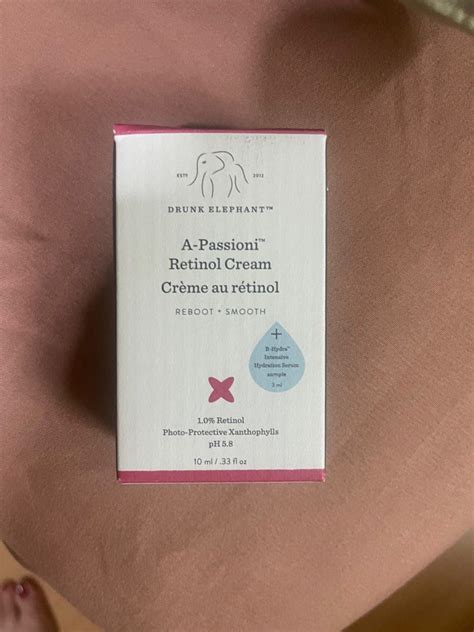 ESTD 2012
DRUNK ELEPHANT™
A-Passioni™
Retinol Cream
Crème au rétinol
REBOOT • SMOOTH
+
B-Hydra™
Intensive
Hydration Serum
sample
2 ml
1.0% Retinol
Photo-Protective Xanthophylls
pH 5.8
10 ml / .33 fl oz